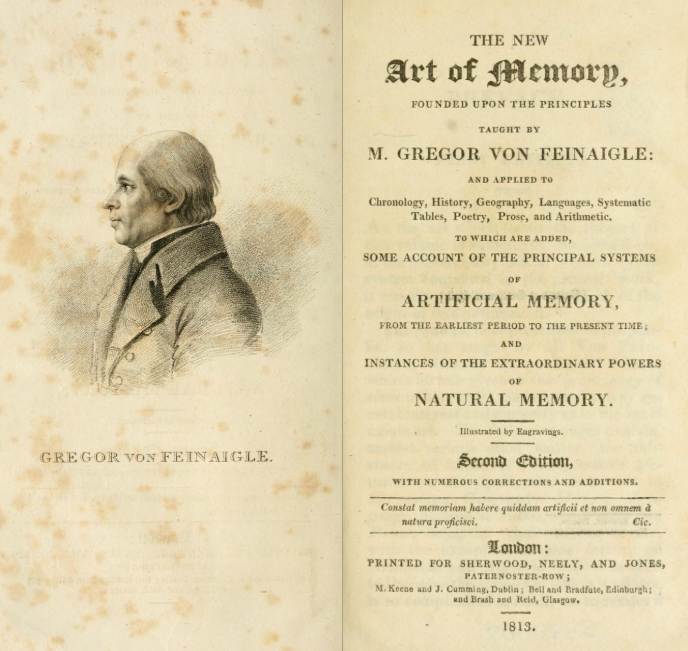 GREGOR VON FEINAIGLE.
THE NEW
Art of Memory,
FOUNDED UPON THE PRINCIPLES
TAUGHT BY
M. GREGOR VON FEINAIGLE:
AND APPLIED TO
Chronology, History, Geography, Languages, Systematic
Tables, Poetry, Prose, and Arithmetic.
TO WHICH ARE ADDED,
SOME ACCOUNT OF THE PRINCIPAL SYSTEMS
OF
ARTIFICIAL MEMORY,
FROM THE EARLIEST PERIOD TO THE PRESENT TIME;
AND
INSTANCES OF THE EXTRAORDINARY POWERS
OF
NATURAL MEMORY.
Illustrated by Engravings.
Second Edition,
WITH NUMEROUS CORRECTIONS AND ADDITIONS.
Constat memoriam habere quiddam artificii et non omnem à
natura proficisci. Cic.
London:
PRINTED FOR SHERWOOD, NEELY, AND JONES,
PATERNOSTER-ROW;
M. Keene and J. Cumming, Dublin; Bell and Bradfute, Edinburgh;
and Brash and Reid, Glasgow.
1813.